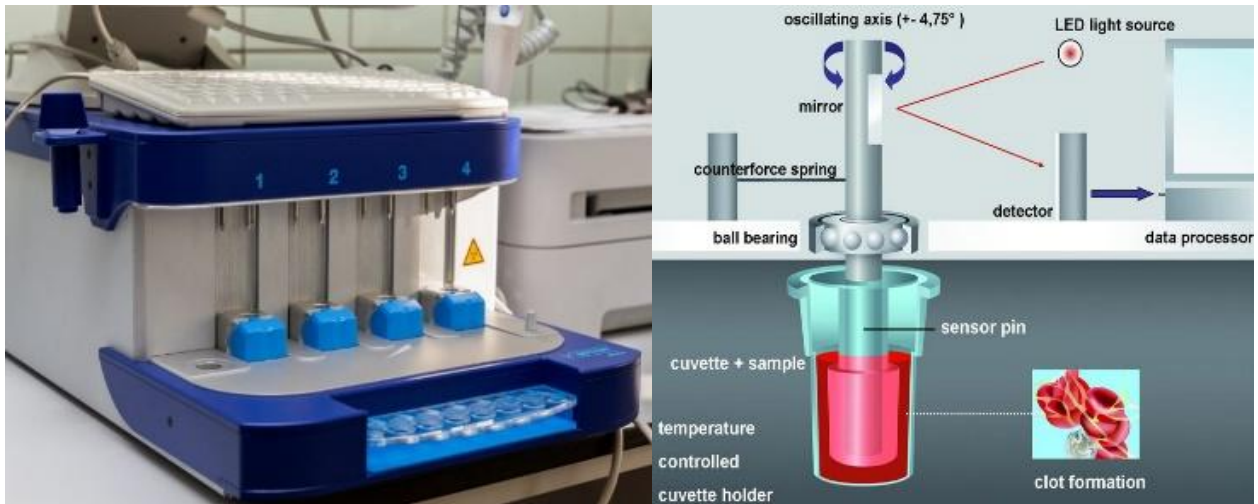 1 2 3 4
oscillating axis (+- 4,75° )
LED light source
mirror
counterforce spring
detector
ball bearing
data processor
sensor pin
cuvette + sample
temperature
controlled
cuvette holder
clot formation